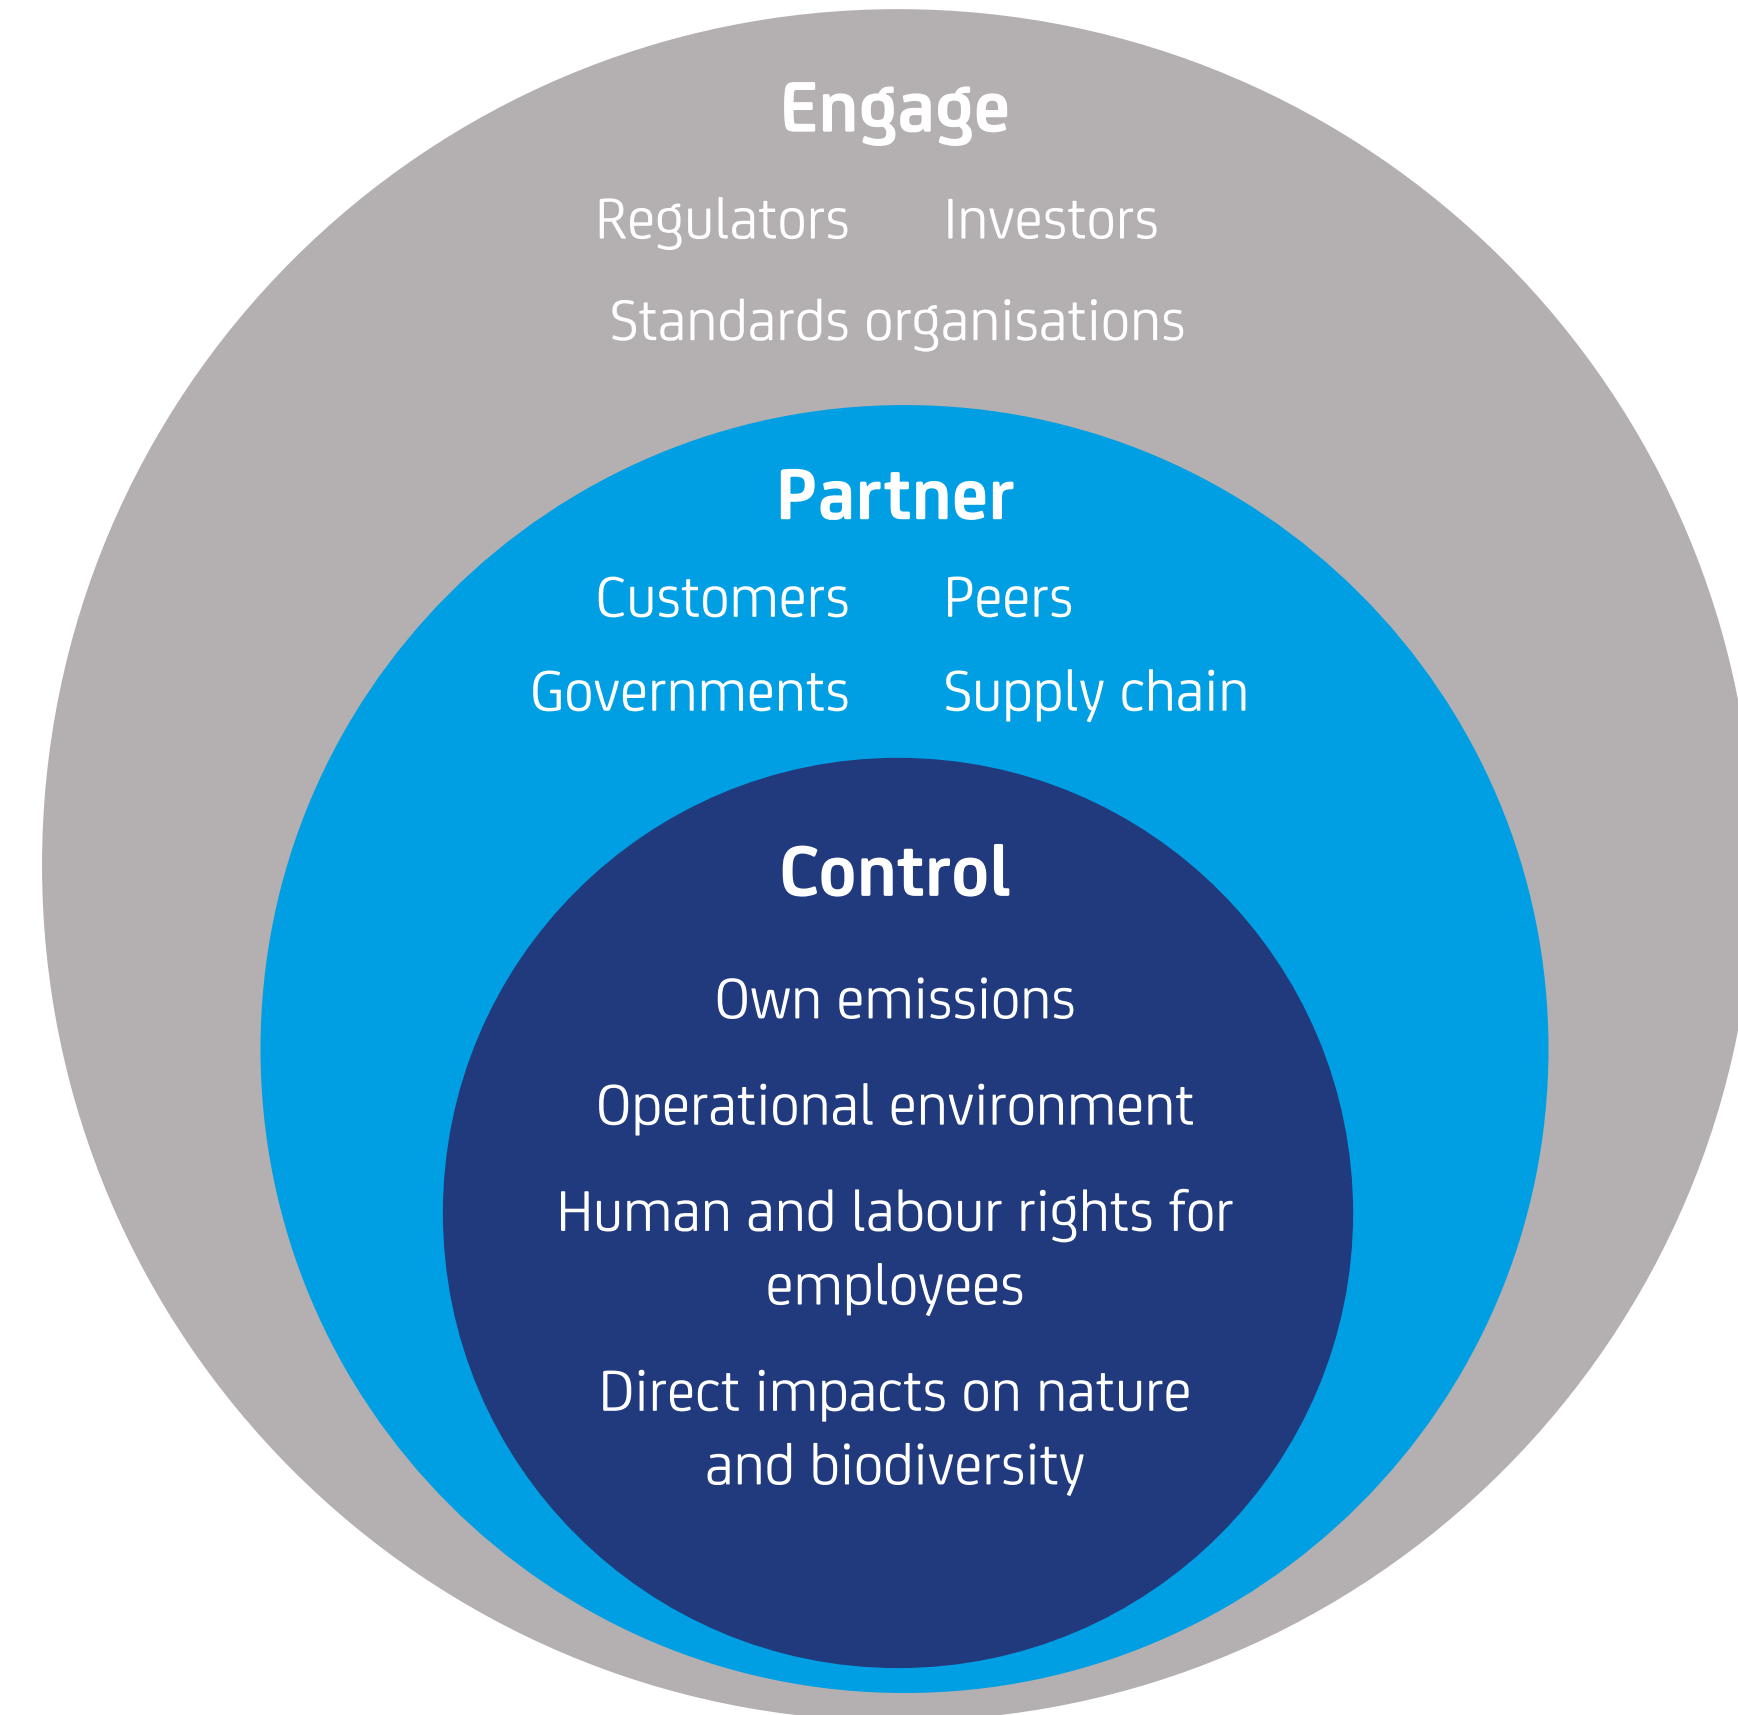 Engage
Regulators Investors
Standards organisations
Partner
Customers Peers
Governments Supply chain
Control
Own emissions
Operational environment
Human and labour rights for
employees
Direct impacts on nature
and biodiversity